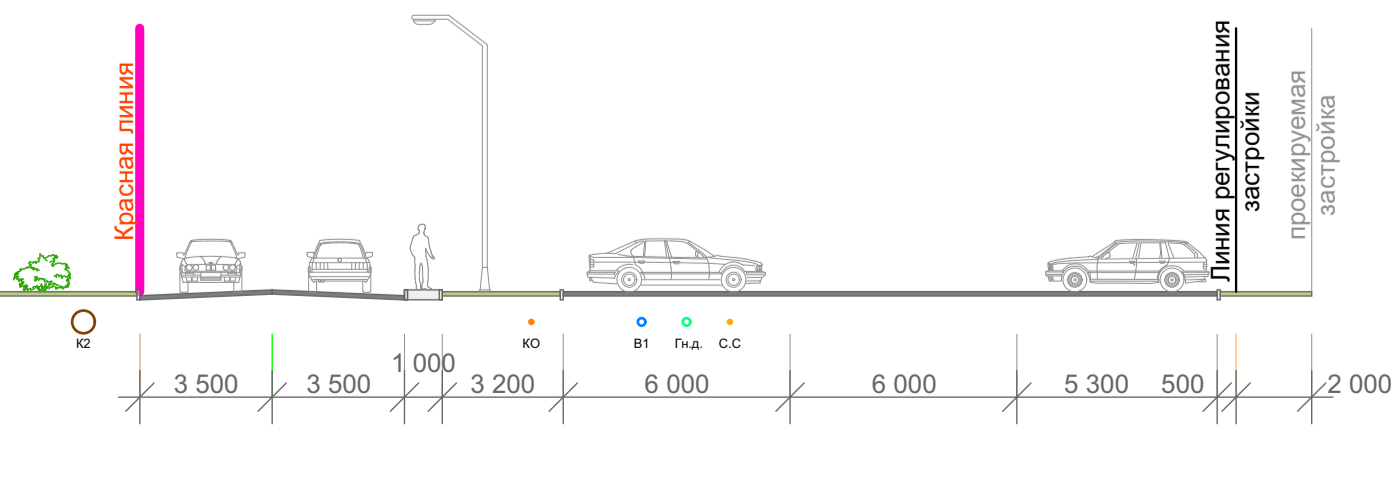 Красная линия
Линия регулирования
застройки
проекируемая
застройка
К2
КО
В1
Гн.д.
С.С
1 000
3 500
3 500
3 200
6 000
6 000
5 300
500
2 000